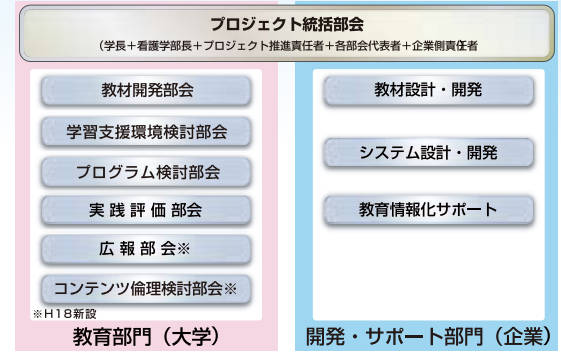 プロジェクト統括部会
(学長＋看護学部長＋プロジェクト推進責任者＋各部会代表者＋企業側責任者
教材開発部会
学習支援環境検討部会
プログラム検討部会
実践評価部会
広報部会※
コンテンツ倫理検討部会※
※H18新設
教育部門（大学）
教材設計・開発
システム設計・開発
教育情報化サポート
開発・サポート部門（企業）